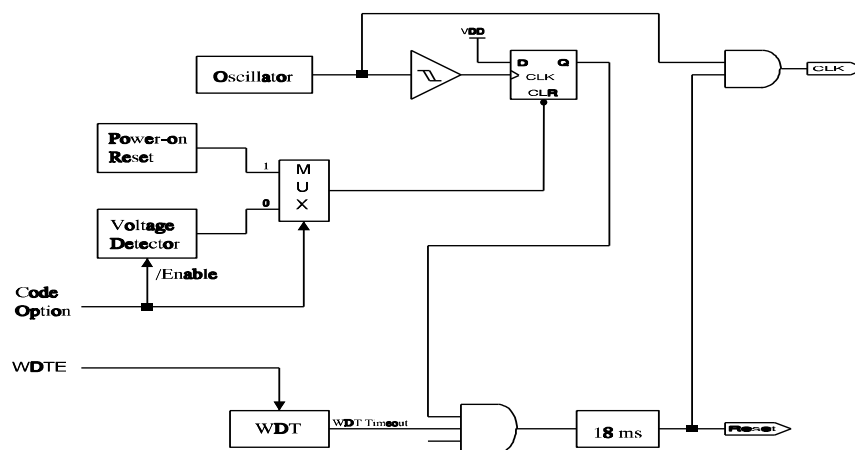 VDD
Oscillator
D Q
CLK
CLR
CLK
Power-on
Reset
1
M
U
X
0
Voltage
Detector
/Enable
Code
Option
WDTE
WDT
WDT Timeout
18 ms
Reset